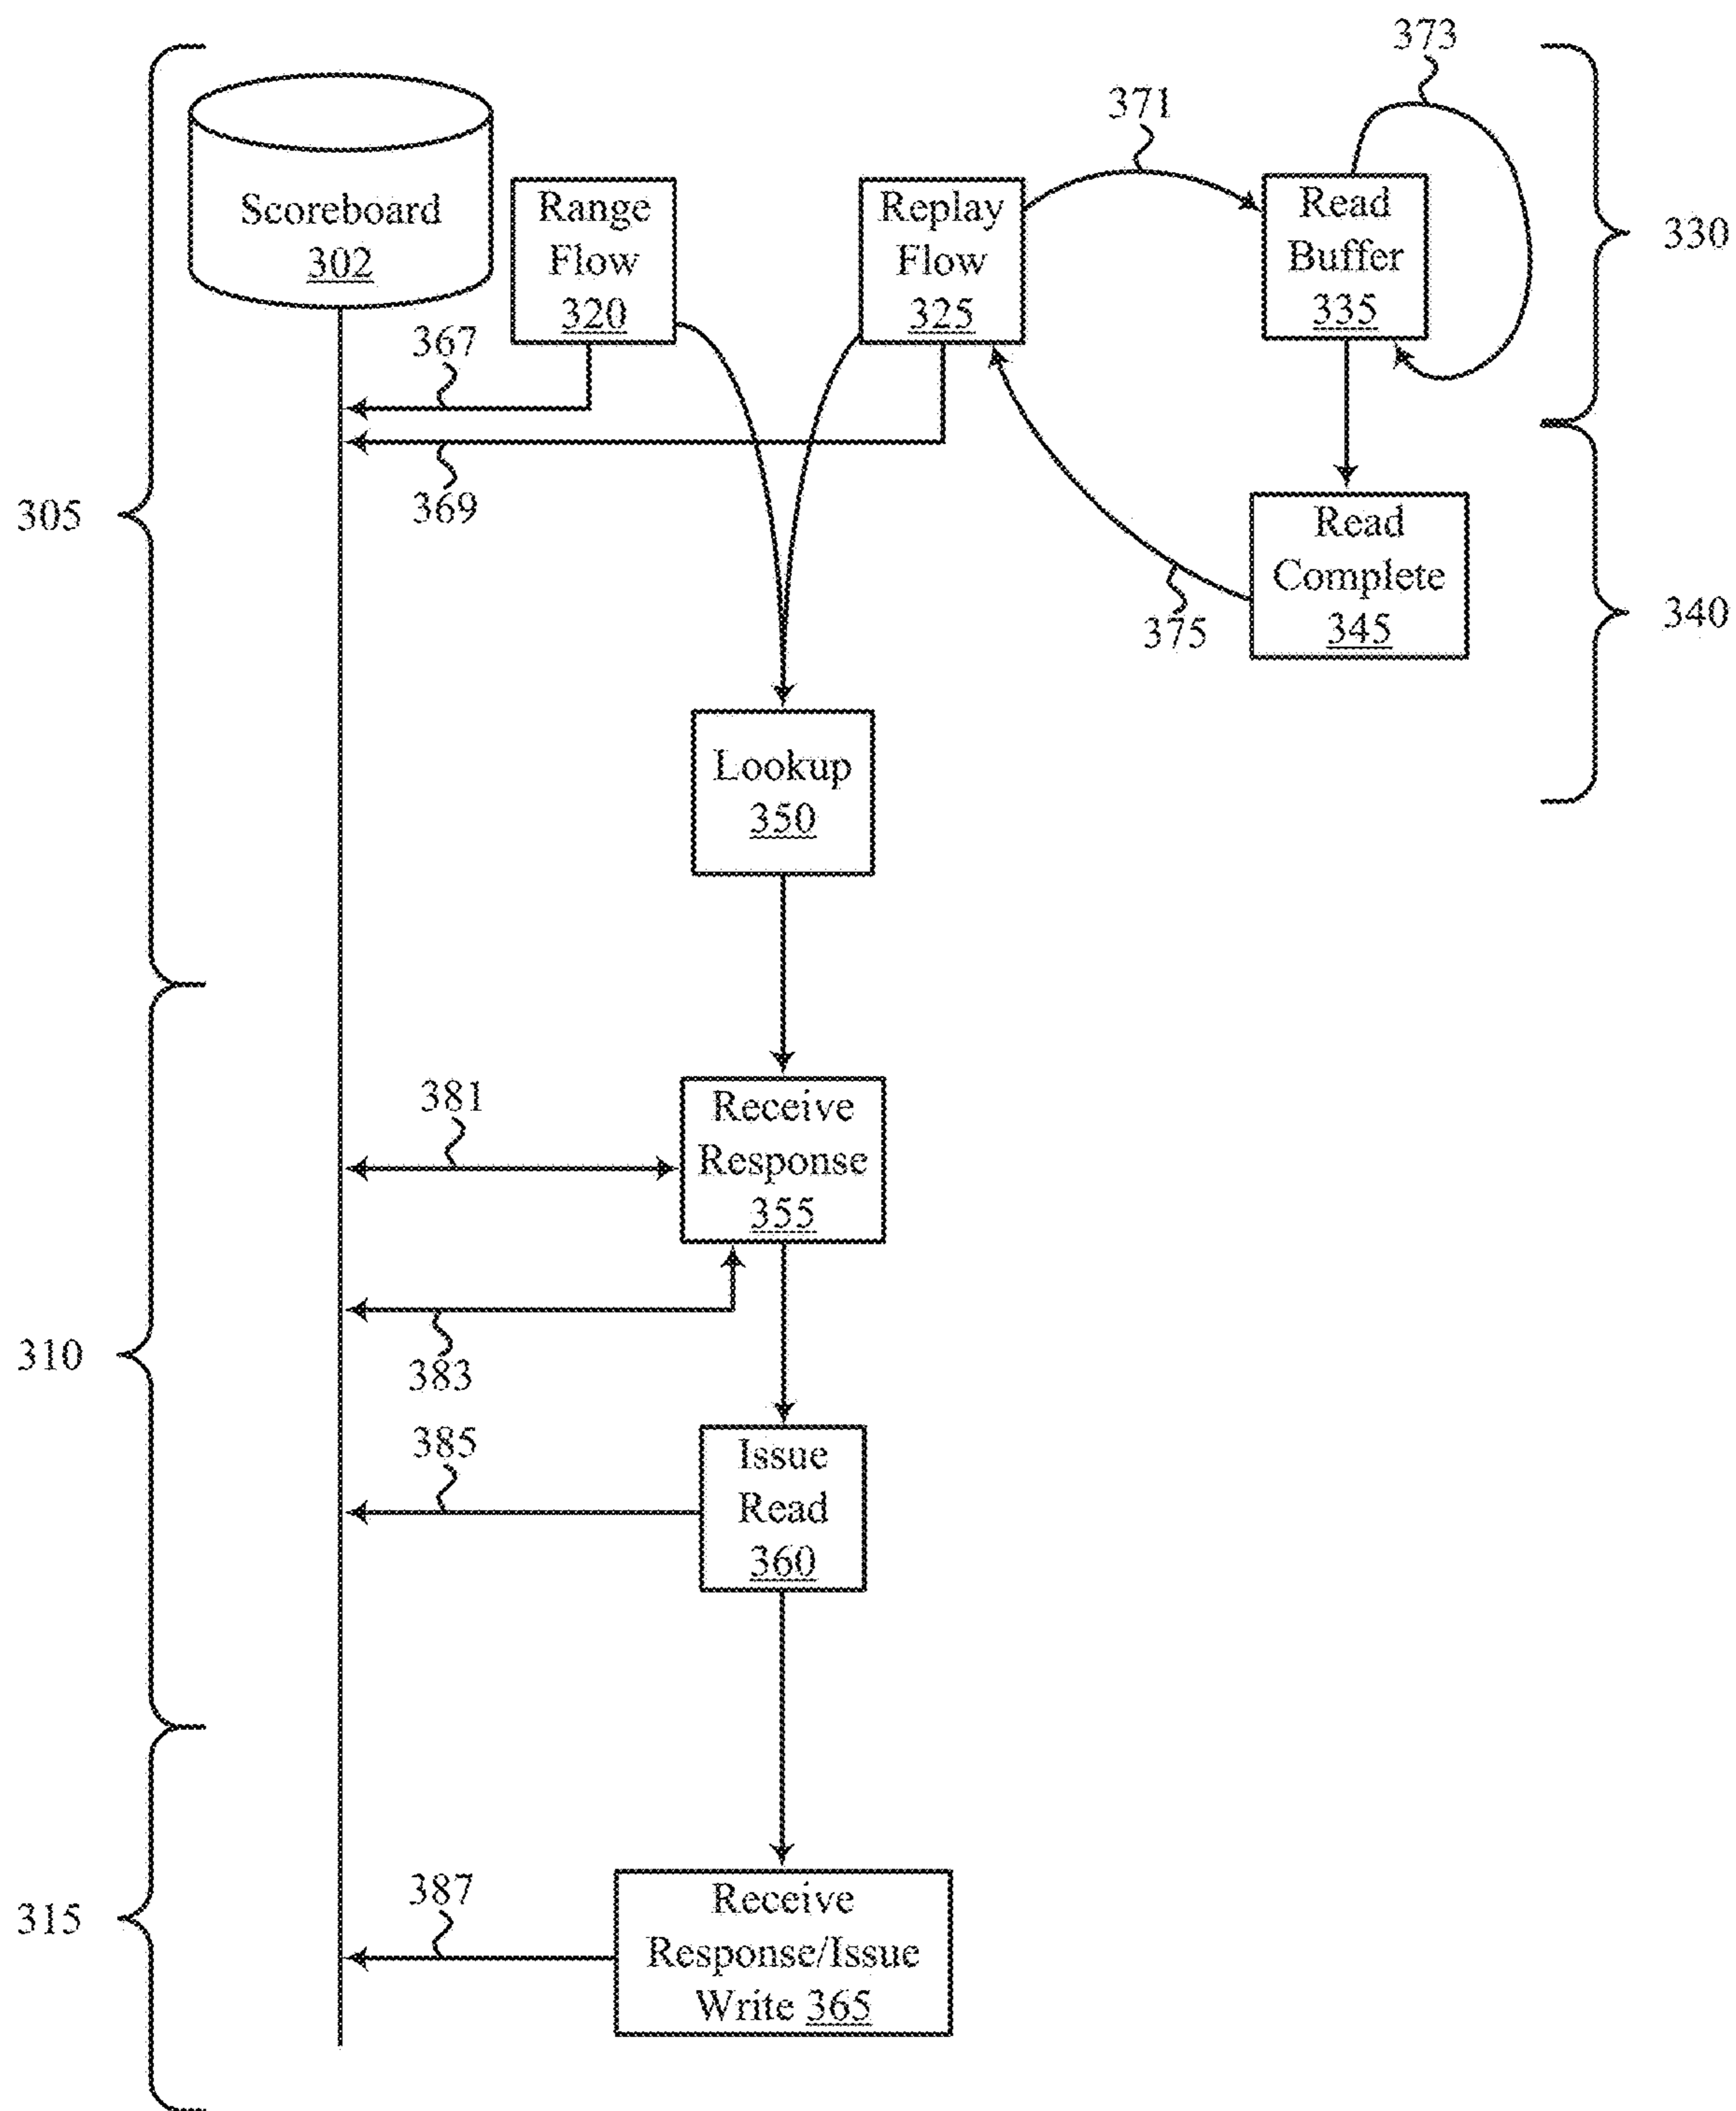 373
371
Scoreboard
302
Range
Flow
320
Replay
Flow
325
Read
Buffer
335
330
367
369
305
Read
Complete
345
375
340
Lookup
350
381
Receive
Response
355
383
310
385
Issue
Read
360
387
Receive
Response/Issue
Write 365
315